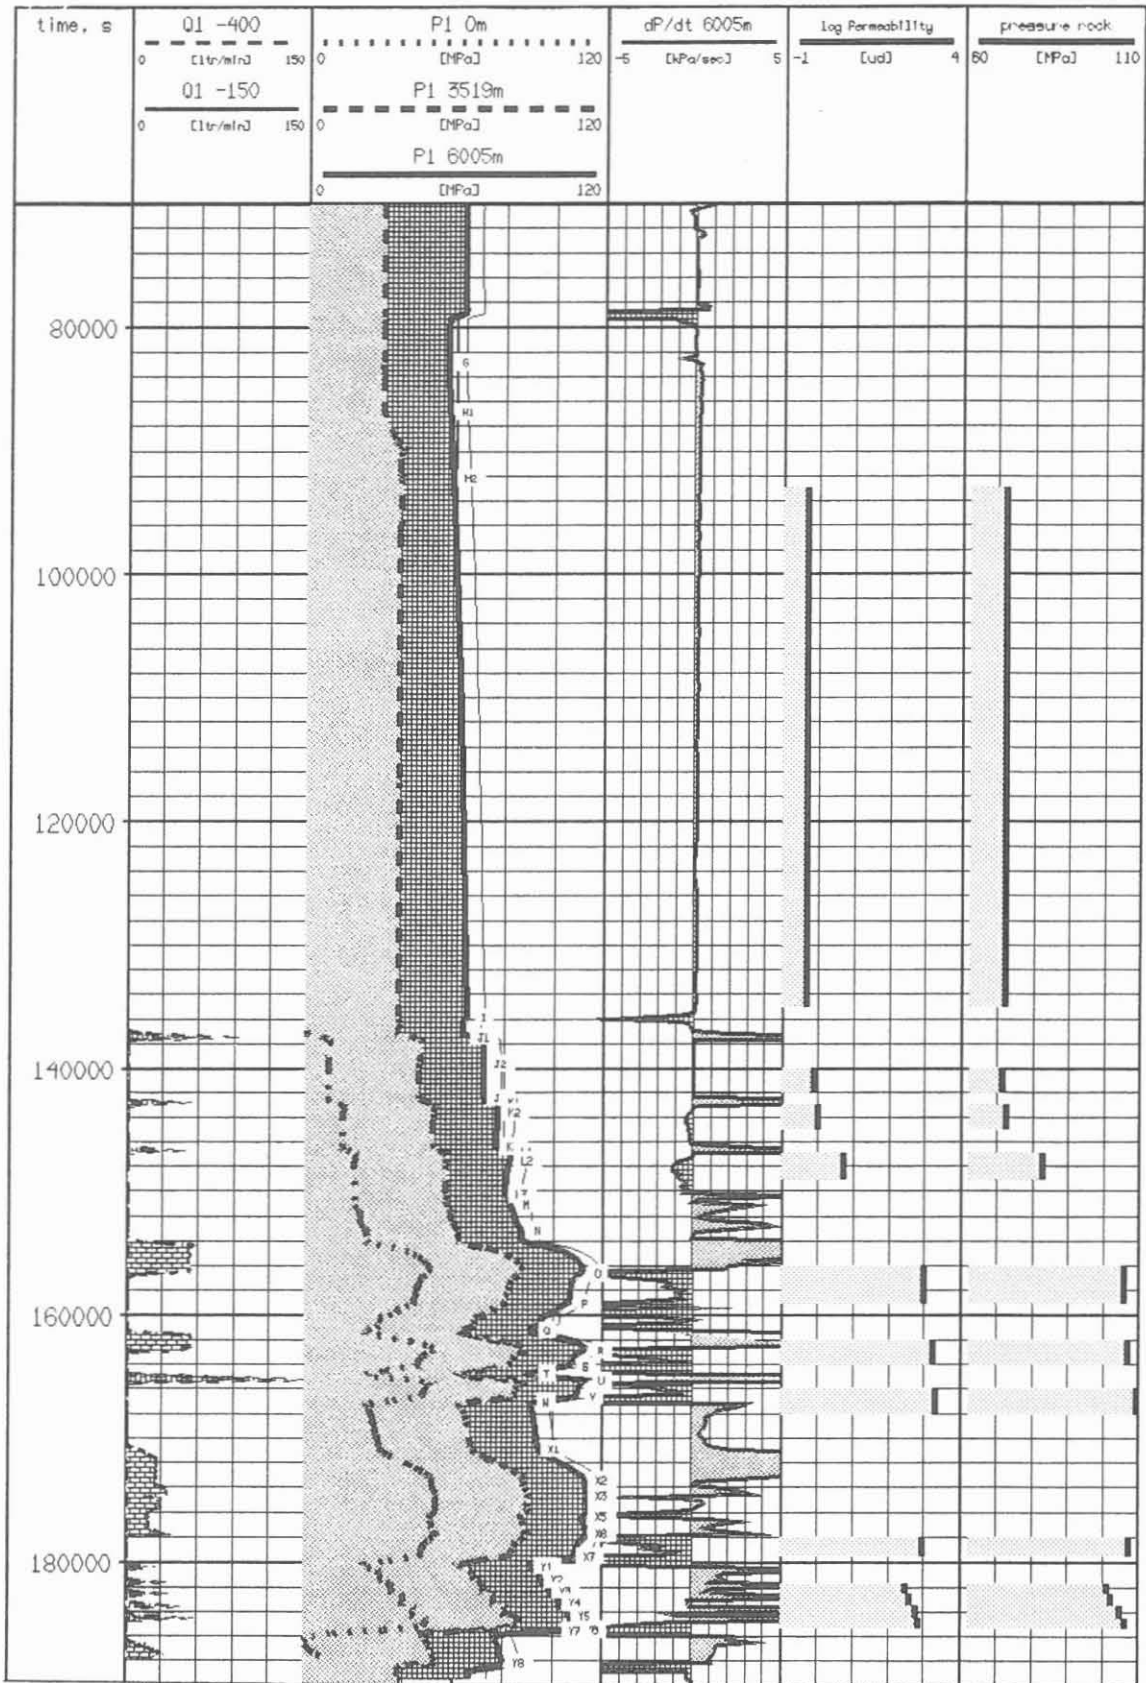 time, s
Q1 -400
0 [ltr/min] 150
Q1 -150
0 [ltr/min] 150
P1 0m
[MPa]
0 120
P1 3519m
[MPa]
0 120
P1 6005m
0 [MPa] 120
dP/dt 6005m
-5 [kPa/sec] 5
log Permeability
-1 [ud] 4
pressure rock
60 [MPa] 110
80000
G
H1
H2
100000
120000
I
J1
140000
J2
K2
K
L2
M
N
O
P
160000
Q
R
S
T U
W V
X1
X2
X3
X5
X6
X7
180000
Y1
Y4
Y5
Y7
Y8